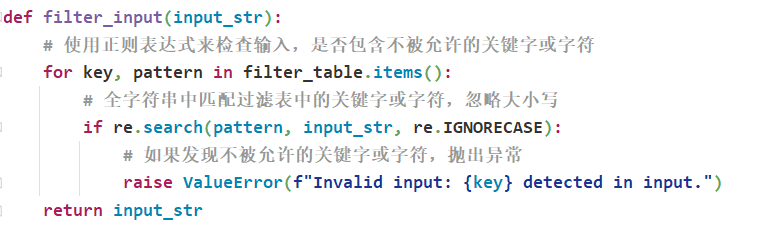 def filter_input(input_str):
    # 使用正则表达式来检查输入，是否包含不被允许的关键字或字符
    for key, pattern in filter_table.items():
        # 全字符串中匹配过滤表中的关键字或字符，忽略大小写
        if re.search(pattern, input_str, re.IGNORECASE):
            # 如果发现不被允许的关键字或字符，抛出异常
            raise ValueError(f"Invalid input: {key} detected in input.")
    return input_str